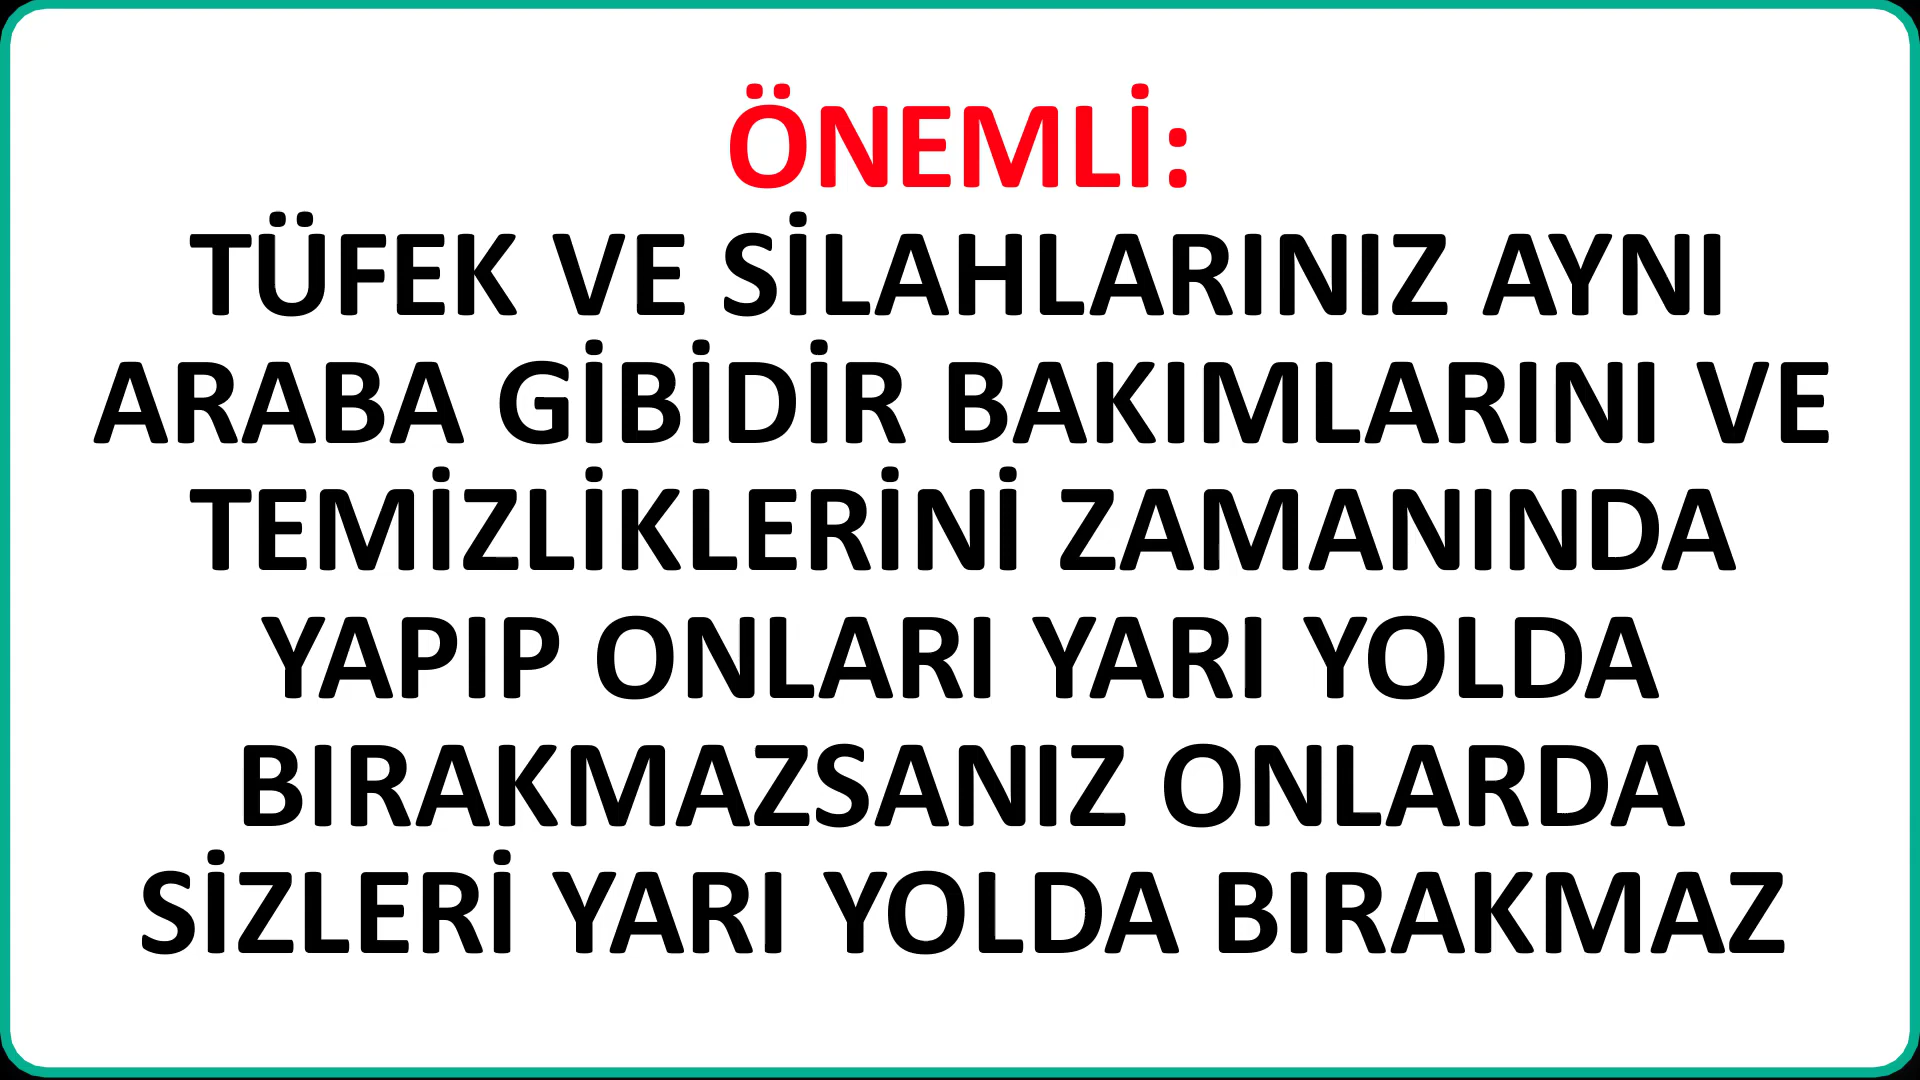 ÖNEMLİ:
TÜFEK VE SİLAHLARINIZ AYNI
ARABA GİBİDİR BAKIMLARINI VE
TEMİZLİKLERİNİ ZAMANINDA
YAPIP ONLARI YARI YOLDA
BIRAKMAZSANIZ ONLARDA
SİZLERİ YARI YOLDA BIRAKMAZ